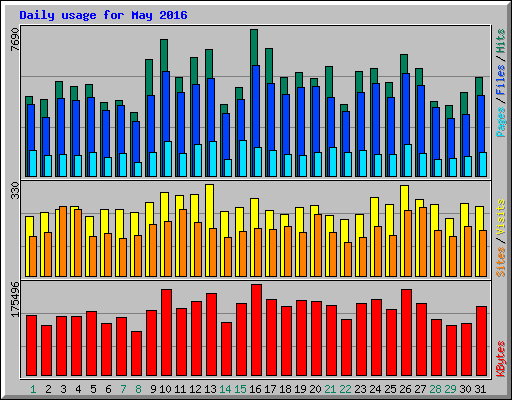 Daily usage for May 2016
7690
Pages / Files / Hits
330
Sites / Visits
175496
KBytes
1 2 3 4 5 6 7 8 9 10 11 12 13 14 15 16 17 18 19 20 21 22 23 24 25 26 27 28 29 30 31